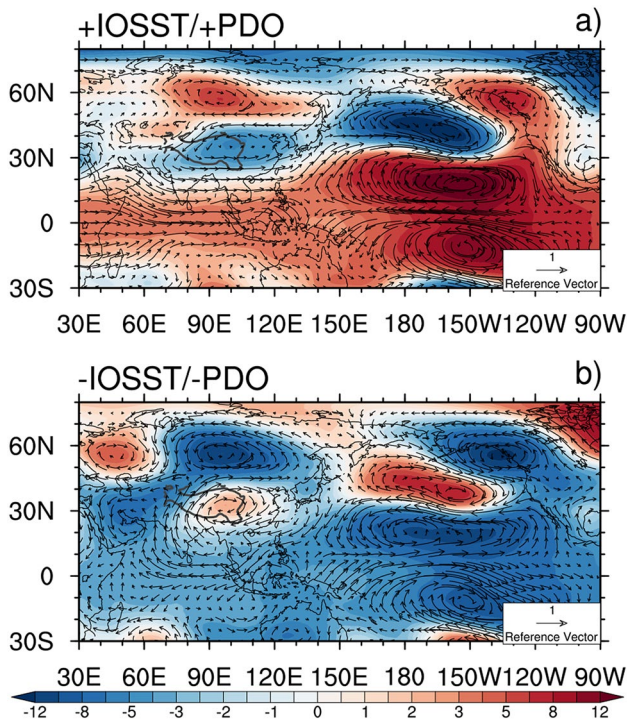 +IOSST/+PDO a)
60N
30N
0
30S
1
Reference Vector
30E 60E 90E 120E 150E 180 150W 120W 90W
-IOSST/-PDO b)
60N
30N
0
30S
1
Reference Vector
30E 60E 90E 120E 150E 180 150W 120W 90W
-12 -8 -5 -3 -2 -1 0 1 2 3 5 8 12